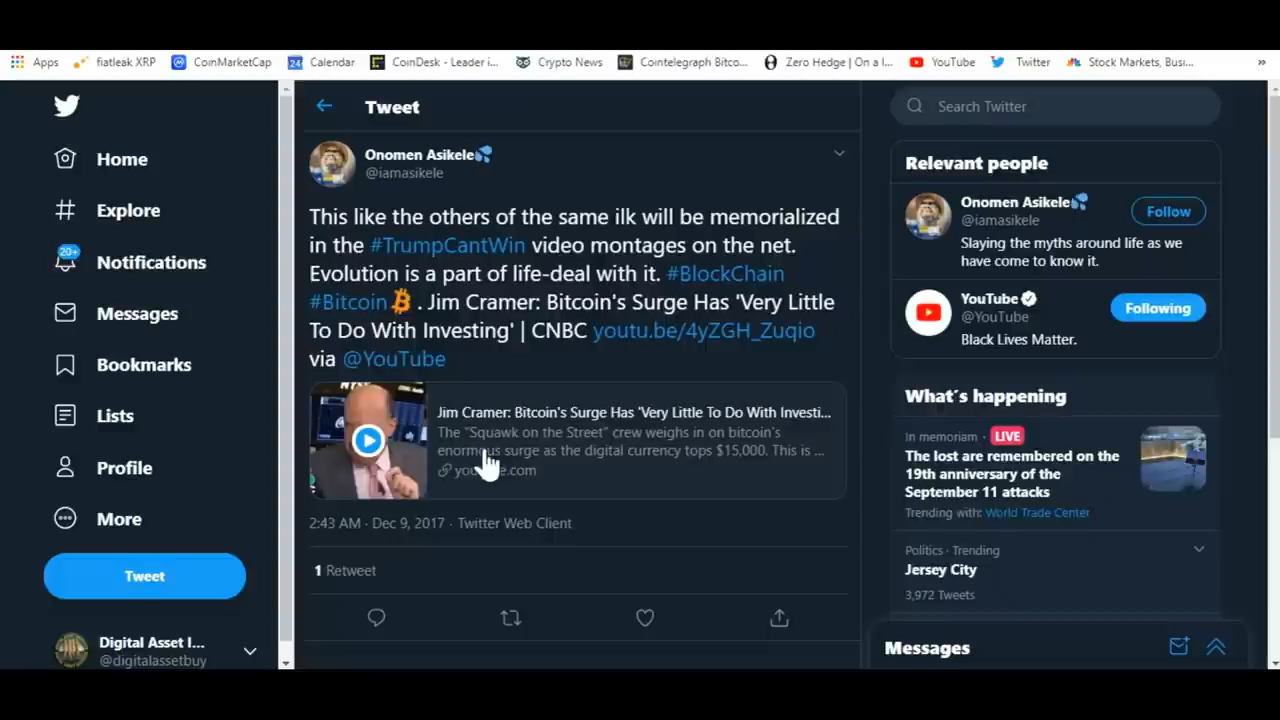 Apps
fiatleak XRP
CoinMarketCap
24
Calendar
CoinDesk - Leader i...
Crypto News
Cointelegraph Bitco...
Zero Hedge | On a l...
YouTube
Twitter
Stock Markets, Busi...
»
Home
Explore
20+
Notifications
Messages
Bookmarks
Lists
Profile
More
Tweet
Digital Asset I...
@digitalassetbuy
Tweet
Onomen Asikele💦
@iamasikele
This like the others of the same ilk will be memorialized
in the #TrumpCantWin video montages on the net.
Evolution is a part of life-deal with it. #BlockChain
#Bitcoin . Jim Cramer: Bitcoin's Surge Has 'Very Little
To Do With Investing' | CNBC youtu.be/4yZGH_Zuqio
via @YouTube
NYSE
Jim Cramer: Bitcoin's Surge Has 'Very Little To Do With Investi...
The "Squawk on the Street" crew weighs in on bitcoin's
enormous surge as the digital currency tops $15,000. This is ...
2:43 AM · Dec 9, 2017 · Twitter Web Client
1 Retweet
Search Twitter
Relevant people
Onomen Asikele💦
@iamasikele
Follow
Slaying the myths around life as we
have come to know it.
YouTube
@YouTube
Following
Black Lives Matter.
What's happening
In memoriam · LIVE
The lost are remembered on the
19th anniversary of the
September 11 attacks
Trending with: World Trade Center
Politics · Trending
Jersey City
3,972 Tweets
Messages